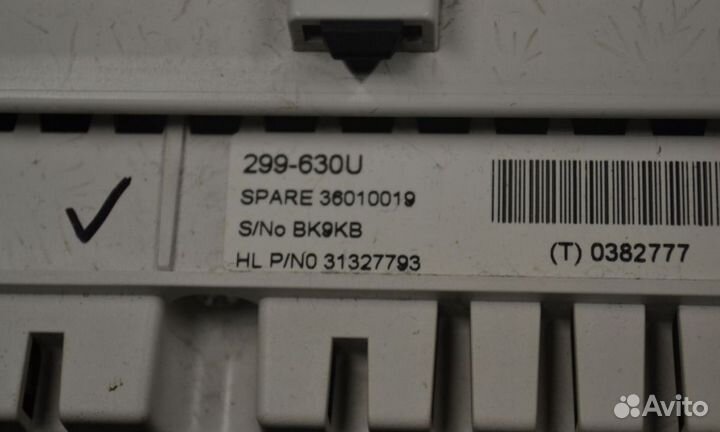 299-630U
SPARE 36010019
S/No BK9KB
HL P/N0 31327793
(T) 0382777
Avito